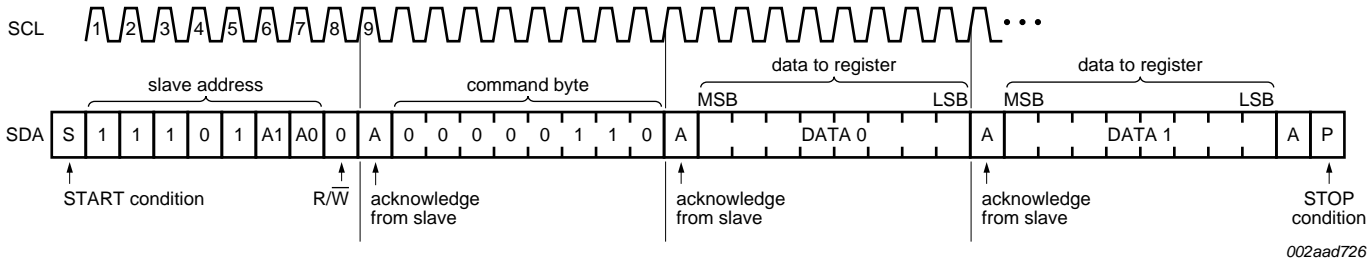 SCL 1 2 3 4 5 6 7 8 9 •••
slave address command byte data to register data to register
MSB LSB MSB LSB
SDA S 1 1 1 0 1 A1 A0 0 A 0 0 0 0 0 1 1 0 A DATA 0 A DATA 1 A P
START condition R/W̅ acknowledge from slave acknowledge from slave acknowledge from slave STOP condition
002aad726